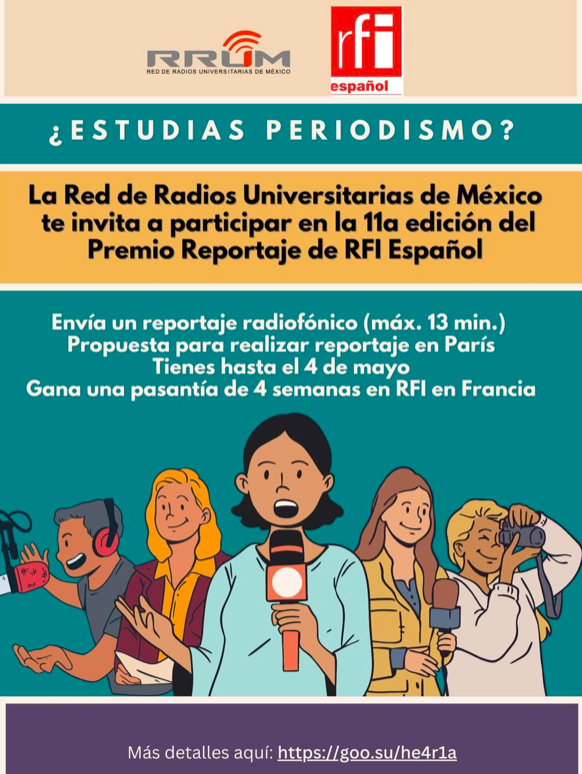 RRUM
RED DE RADIOS UNIVERSITARIAS DE MÉXICO
rfi
español
¿ESTUDIAS PERIODISMO?
La Red de Radios Universitarias de México
te invita a participar en la 11a edición del
Premio Reportaje de RFI Español
Envía un reportaje radiofónico (máx. 13 min.)
Propuesta para realizar reportaje en París
Tienes hasta el 4 de mayo
Gana una pasantía de 4 semanas en RFI en Francia
Más detalles aquí: https://goo.su/he4r1a